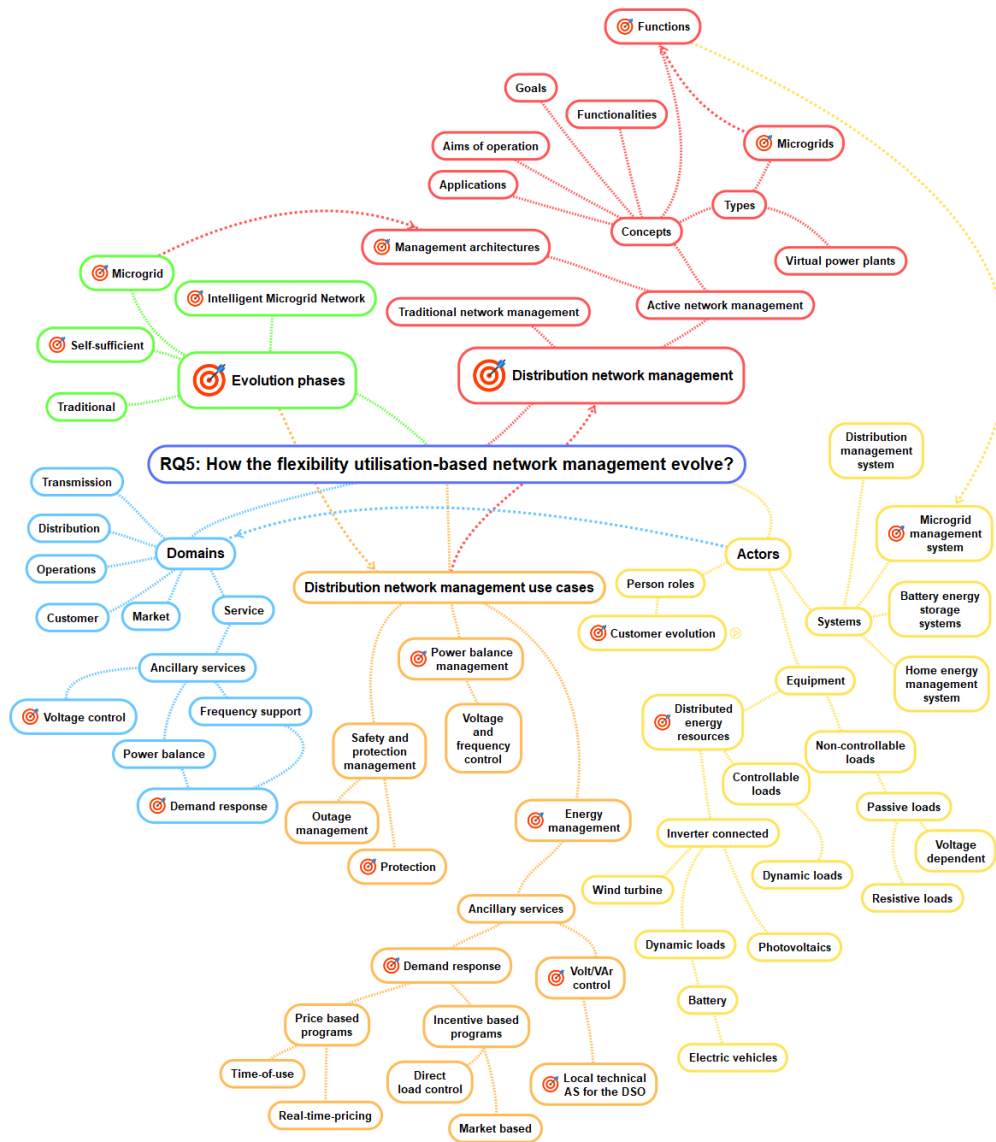 Functions
Goals
Functionalities
Microgrids
Aims of operation
Applications
Types
Concepts
Management architectures
Virtual power plants
Microgrid
Intelligent Microgrid Network
Active network management
Traditional network management
Self-sufficient
Evolution phases
Distribution network management
Traditional
RQ5: How the flexibility utilisation-based network management evolve?
Distribution
management
system
Transmission
Distribution
Domains
Operations
Customer
Market
Service
Actors
Microgrid
management
system
Person roles
Distribution network management use cases
Battery energy
storage
systems
Systems
Customer evolution
Home energy
management
system
Ancillary services
Power balance
management
Equipment
Voltage control
Frequency support
Power balance
Demand response
Safety and
protection
management
Voltage
and
frequency
control
Distributed
energy
resources
Non-controllable
loads
Controllable
loads
Passive loads
Outage
management
Energy
management
Inverter connected
Voltage
dependent
Protection
Dynamic loads
Wind turbine
Resistive loads
Ancillary services
Dynamic loads
Photovoltaics
Demand response
Volt/VAr
control
Battery
Price based
programs
Incentive based
programs
Electric vehicles
Time-of-use
Direct
load control
Local technical
AS for the DSO
Real-time-pricing
Market based